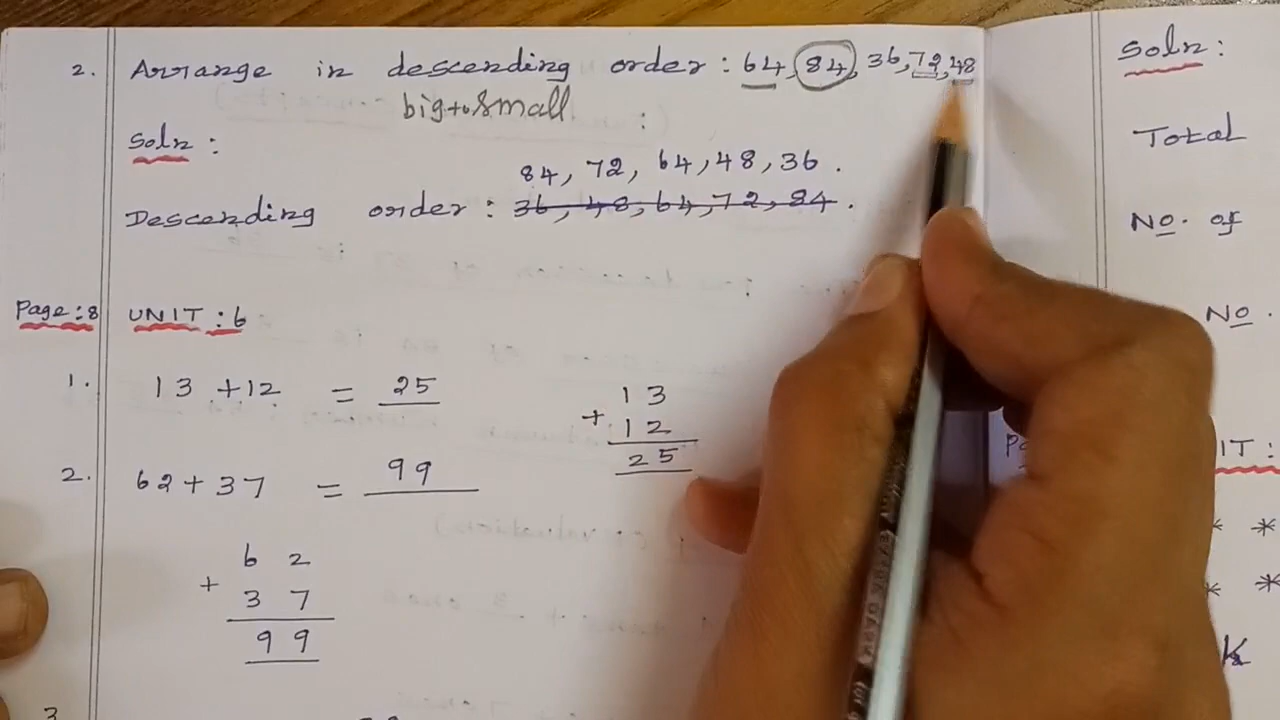 2. Arrange in descending order : 64, 84, 36, 72, 48
big to small :
Soln :
84, 72, 64, 48, 36 .
Descending order : 36, 48, 64, 72, 84 .
Page : 8 UNIT : 6
1. 13 + 12 = 25
13
+ 12
25
2. 62 + 37 = 99
62
+ 37
99
3
Soln :
Total
No. of
No.
IT :
* *
* *